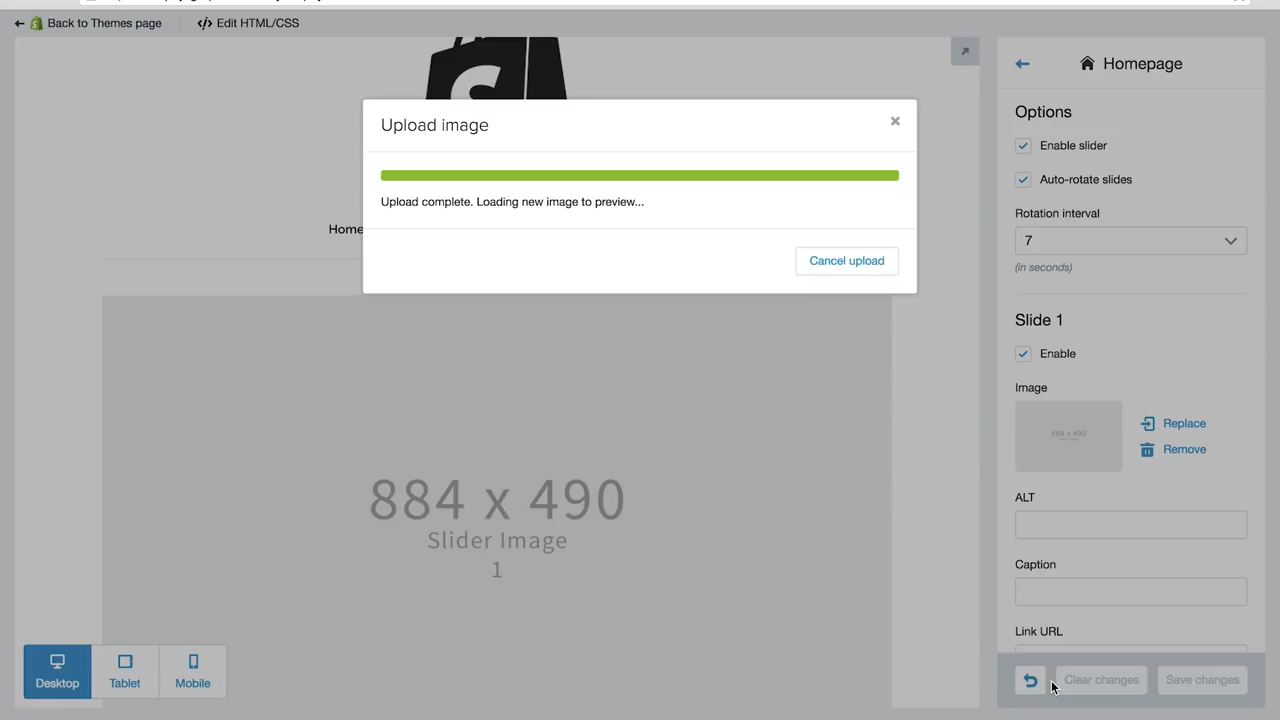 Back to Themes page
</> Edit HTML/CSS
Homepage
Upload image
Upload complete. Loading new image to preview...
Cancel upload
Home
884 x 490
Slider Image
1
Desktop
Tablet
Mobile
Options
Enable slider
Auto-rotate slides
Rotation interval
7
(in seconds)
Slide 1
Enable
Image
884 x 490
Replace
Remove
ALT
Caption
Link URL
Clear changes
Save changes